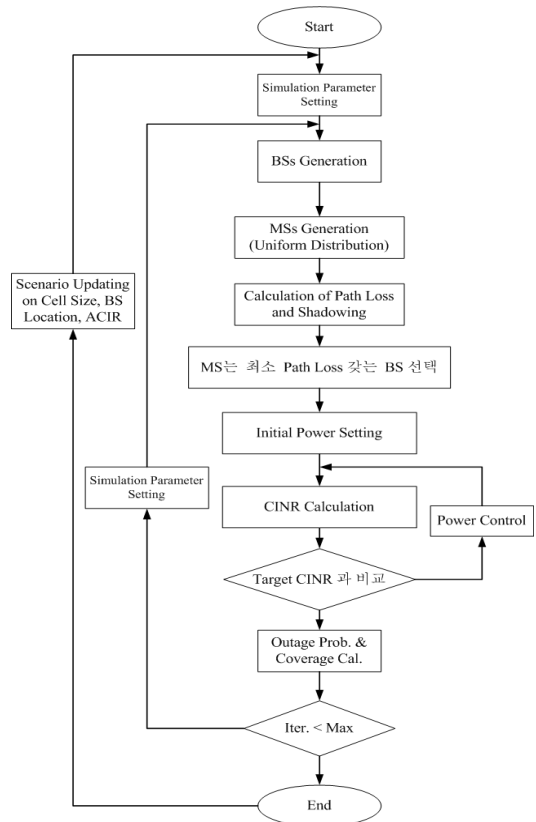 Start
Simulation Parameter
Setting
BSs Generation
MSs Generation
(Uniform Distribution)
Scenario Updating
on Cell Size, BS
Location, ACIR
Calculation of Path Loss
and Shadowing
MS는 최소 Path Loss 갖는 BS 선택
Initial Power Setting
Simulation Parameter
Setting
CINR Calculation
Power Control
Target CINR 과 비교
Outage Prob. &
Coverage Cal.
Iter. < Max
End